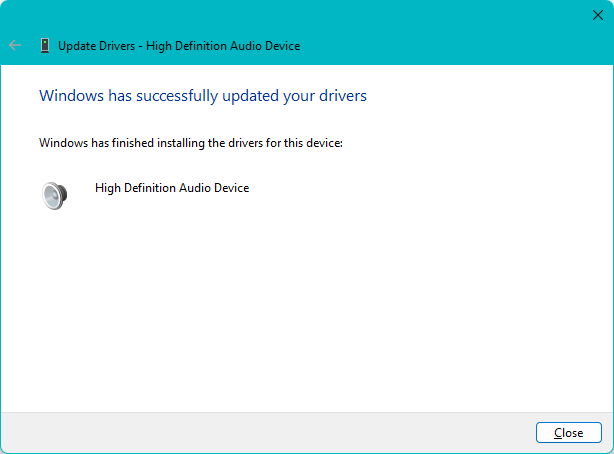 Update Drivers - High Definition Audio Device
Windows has successfully updated your drivers
Windows has finished installing the drivers for this device:
High Definition Audio Device
Close